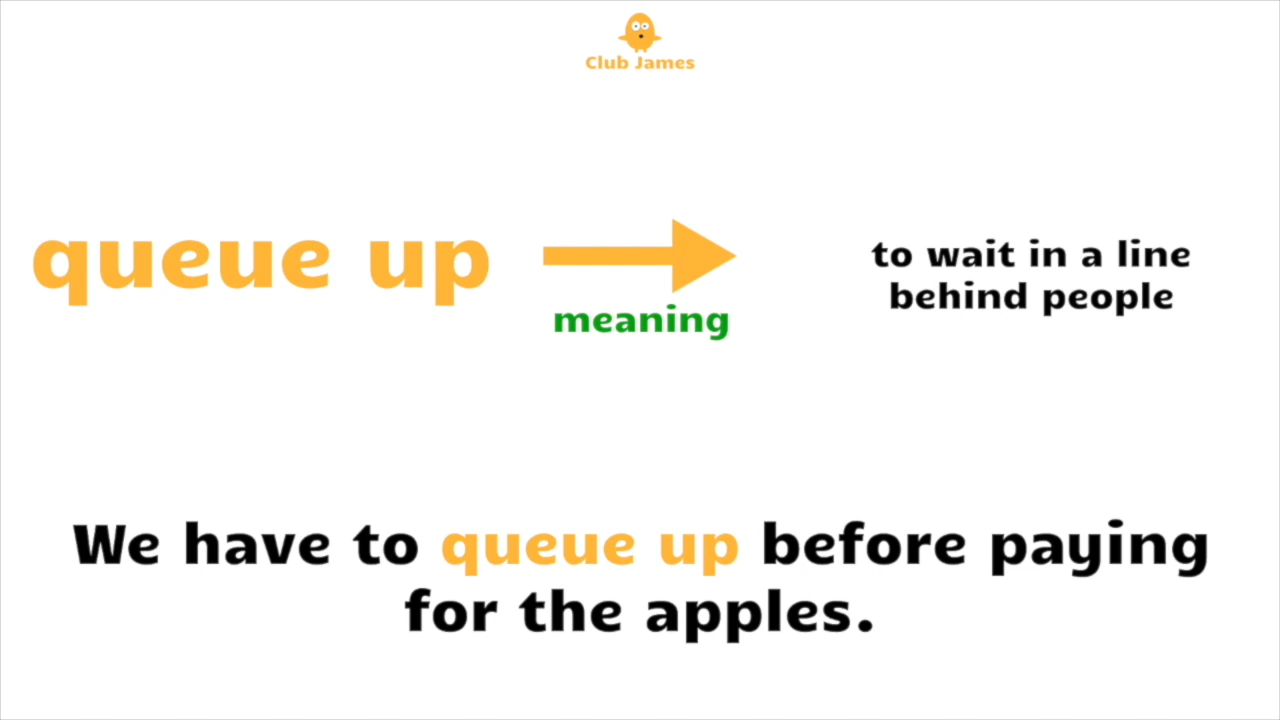 Club James
queue up
meaning
to wait in a line
behind people
We have to queue up before paying
for the apples.